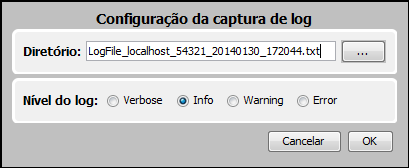 Configuração da captura de log
Diretório: LogFile_localhost_54321_20140130_172044.txt ...
Nível do log: Verbose Info Warning Error
Cancelar OK